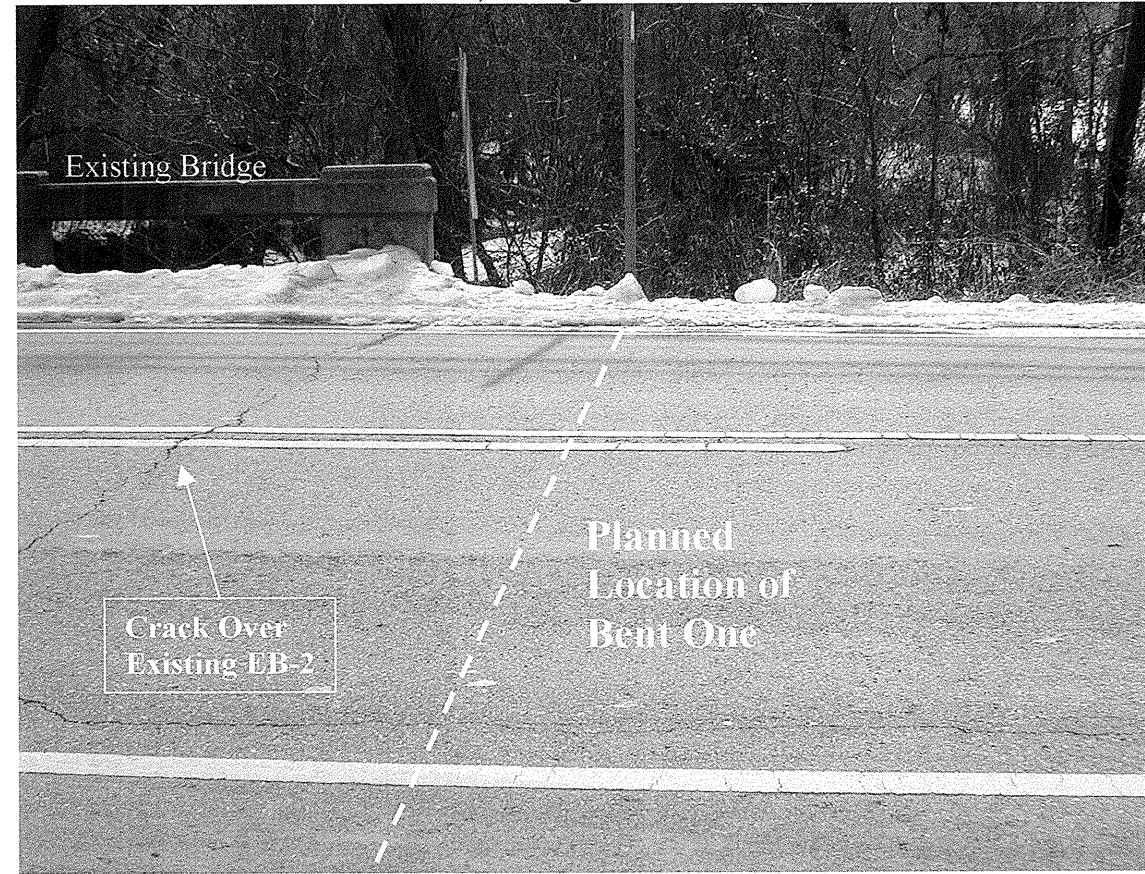 Existing Bridge
Planned
Location of
Bent One
Crack Over
Existing EB-2